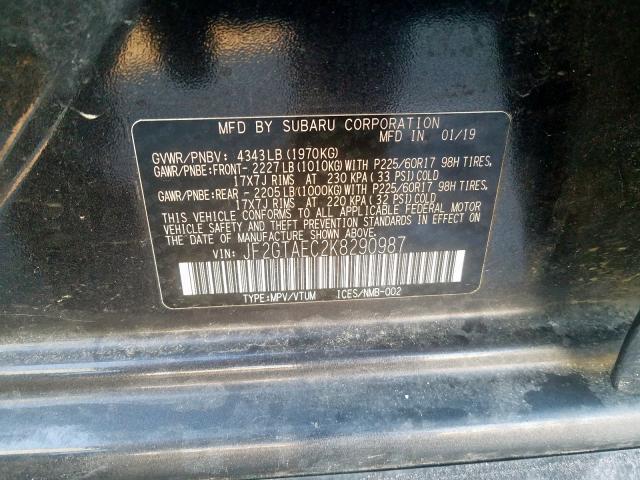 MFD BY SUBARU CORPORATION
MFD IN 01/19
GVWR/PNBV: 4343LB(1970KG)
GAWR/PNBE:FRONT- 2227LB(1010KG)WITH P225/60R17 98H TIRES,
17X7J RIMS AT 230 KPA( 33 PSI)COLD
GAWR/PNBE:REAR - 2205LB(1000KG)WITH P225/60R17 98H TIRES,
17X7J RIMS AT 220 KPA( 32 PSI)COLD
THIS VEHICLE CONFORMS TO ALL APPLICABLE FEDERAL MOTOR
VEHICLE SAFETY AND THEFT PREVENTION STANDARDS IN EFFECT ON THE
DATE OF MANUFACTURE SHOWN ABOVE.
VIN: JF2GTAEC2K8290987
TYPE:MPV/VTUM ICES/NMB-002